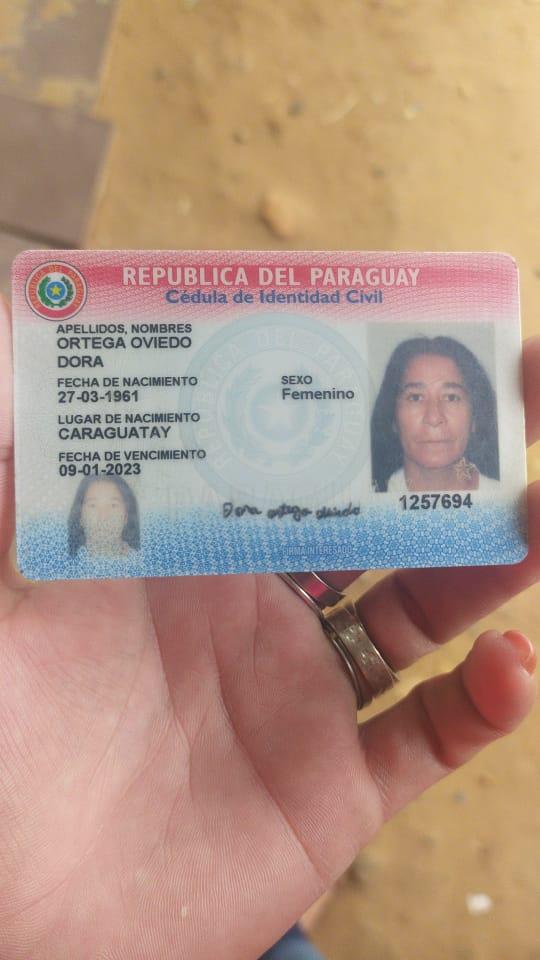 REPUBLICA DEL PARAGUAY
Cédula de Identidad Civil
APELLIDOS, NOMBRES
ORTEGA OVIEDO
DORA
FECHA DE NACIMIENTO
27-03-1961
SEXO
Femenino
LUGAR DE NACIMIENTO
CARAGUATAY
FECHA DE VENCIMIENTO
09-01-2023
1257694
Dora ortega oviedo
FIRMA INTERESADO